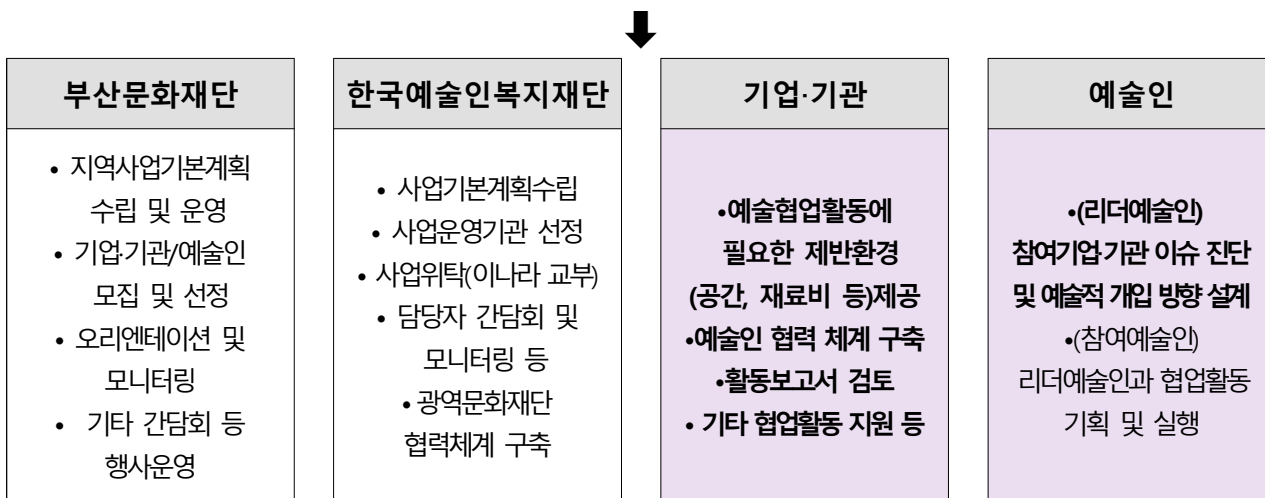 부산문화재단
• 지역사업기본계획
수립 및 운영
• 기업·기관/예술인
모집 및 선정
• 오리엔테이션 및
모니터링
• 기타 간담회 등
행사운영
한국예술인복지재단
• 사업기본계획수립
• 사업운영기관 선정
• 사업위탁(이나라 교부)
• 담당자 간담회 및
모니터링 등
• 광역문화재단
협력체계 구축
기업·기관
•예술협업활동에
필요한 제반환경
(공간, 재료비 등)제공
•예술인 협력 체계 구축
•활동보고서 검토
• 기타 협업활동 지원 등
예술인
•(리더예술인)
참여기업·기관 이슈 진단
및 예술적 개입 방향 설계
•(참여예술인)
리더예술인과 협업활동
기획 및 실행